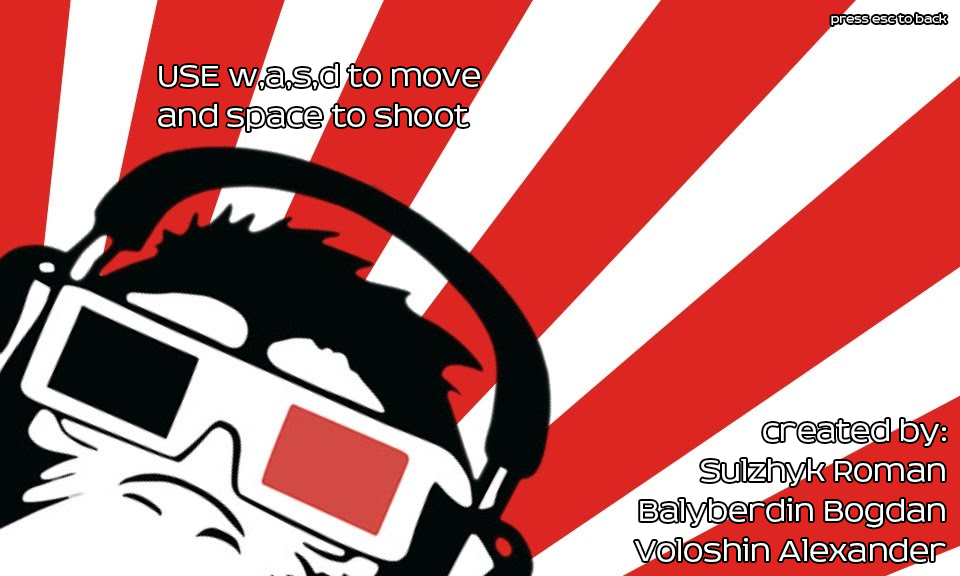 press esc to back
USE w,a,s,d to move
and space to shoot
created by:
Sulzhyk Roman
Balyberdin Bogdan
Voloshin Alexander